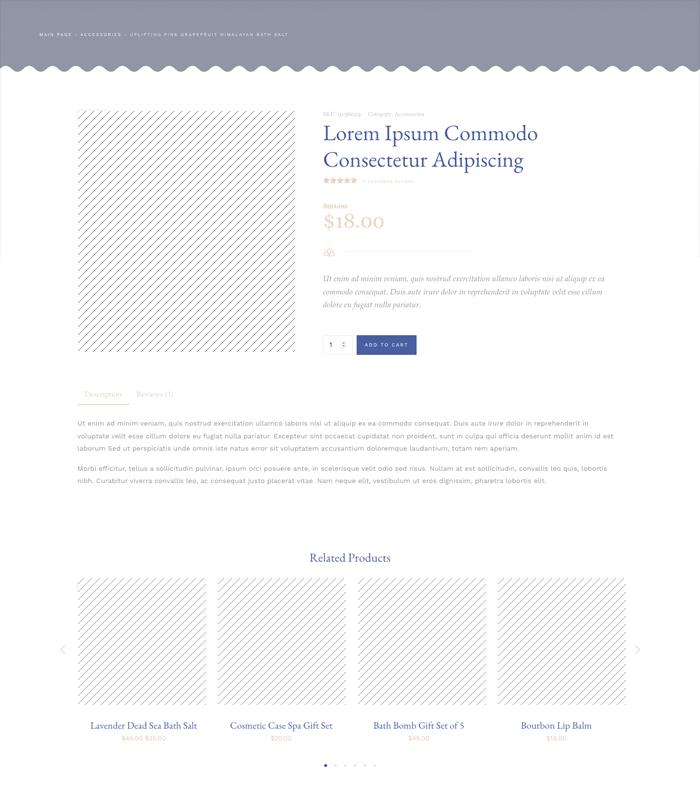 MAIN PAGE - ACCESSORIES - UPLIFTING PINK GRAPEFRUIT HIMALAYAN BATH SALT
Category: Accessories
Lorem Ipsum Commodo
Consectetur Adipiscing
$20.00
$18.00
Ut enim ad minim veniam, quis nostrud exercitation ullamco laboris nisi ut aliquip ex ea
commodo consequat. Duis aute irure dolor in reprehenderit in voluptate velit esse cillum
dolore eu fugiat nulla pariatur.
1
ADD TO CART
Description
Reviews (1)
Ut enim ad minim veniam, quis nostrud exercitation ullamco laboris nisi ut aliquip ex ea commodo consequat. Duis aute irure dolor in reprehenderit in
voluptate velit esse cillum dolore eu fugiat nulla pariatur. Excepteur sint occaecat cupidatat non proident, sunt in culpa qui officia deserunt mollit anim id est
laborum Sed ut perspiciatis unde omnis iste natus error sit voluptatem accusantium doloremque laudantium, totam rem aperiam.
Morbi efficitur, tellus a sollicitudin pulvinar, ipsum orci posuere ante, in scelerisque velit odio sed risus. Nullam at est sollicitudin, convallis leo quis, lobortis
nibh. Curabitur viverra convallis leo, ac consequat justo placerat vitae. Nam neque elit, vestibulum ut eros dignissim, pharetra lobortis elit.
Related Products
Lavender Dead Sea Bath Salt
$45.00 $35.00
Cosmetic Case Spa Gift Set
$20.00
Bath Bomb Gift Set of 5
$45.00
Bourbon Lip Balm
$18.00